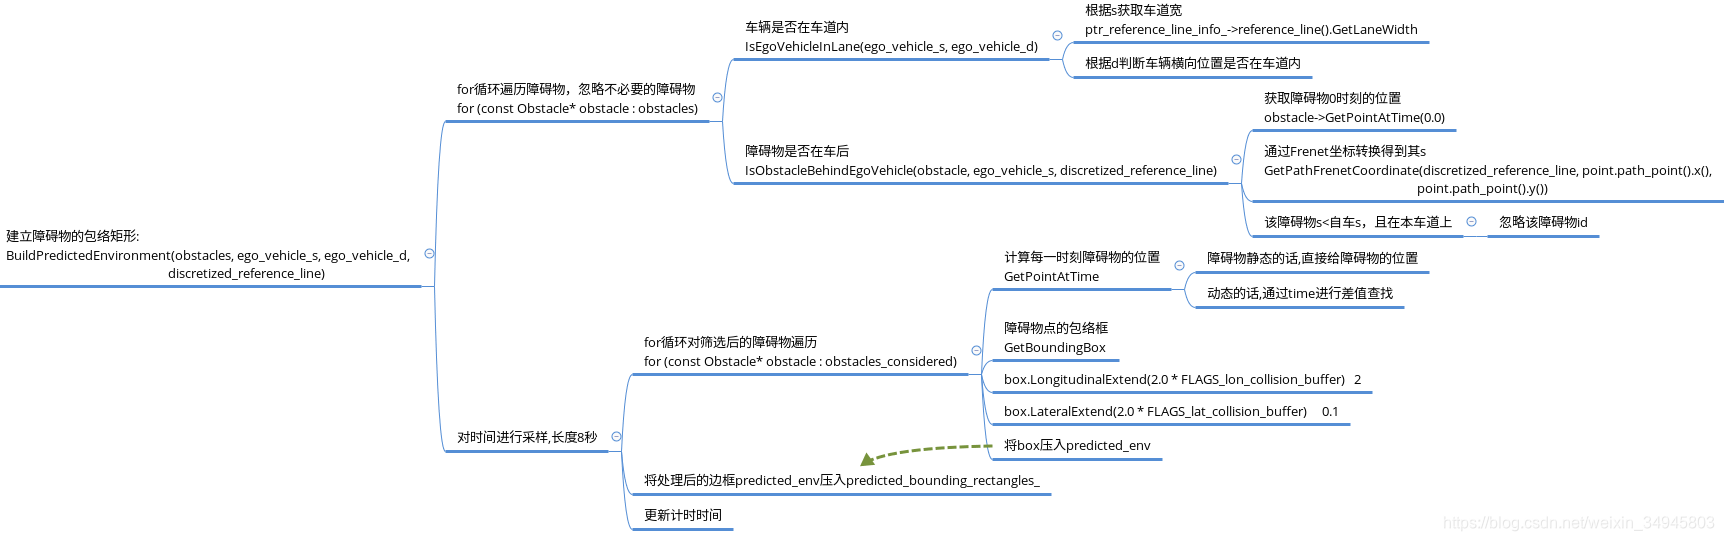 建立障碍物的包络矩形:
BuildPredictedEnvironment(obstacles, ego_vehicle_s, ego_vehicle_d,
discretized_reference_line)
for循环遍历障碍物，忽略不必要的障碍物
for (const Obstacle* obstacle : obstacles)
车辆是否在车道内
IsEgoVehicleInLane(ego_vehicle_s, ego_vehicle_d)
根据s获取车道宽
ptr_reference_line_info_->reference_line().GetLaneWidth
根据d判断车辆横向位置是否在车道内
障碍物是否在车后
IsObstacleBehindEgoVehicle(obstacle, ego_vehicle_s, discretized_reference_line)
获取障碍物0时刻的位置
obstacle->GetPointAtTime(0.0)
通过Frenet坐标转换得到其s
GetPathFrenetCoordinate(discretized_reference_line, point.path_point().x(),
point.path_point().y())
该障碍物s<自车s，且在本车道上
忽略该障碍物id
对时间进行采样,长度8秒
for循环对筛选后的障碍物遍历
for (const Obstacle* obstacle : obstacles_considered)
计算每一时刻障碍物的位置
GetPointAtTime
障碍物静态的话,直接给障碍物的位置
动态的话,通过time进行差值查找
障碍物点的包络框
GetBoundingBox
box.LongitudinalExtend(2.0 * FLAGS_lon_collision_buffer) 2
box.LateralExtend(2.0 * FLAGS_lat_collision_buffer) 0.1
将box压入predicted_env
将处理后的边框predicted_env压入predicted_bounding_rectangles_
更新计时时间
https://blog.csdn.net/weixin_34945803